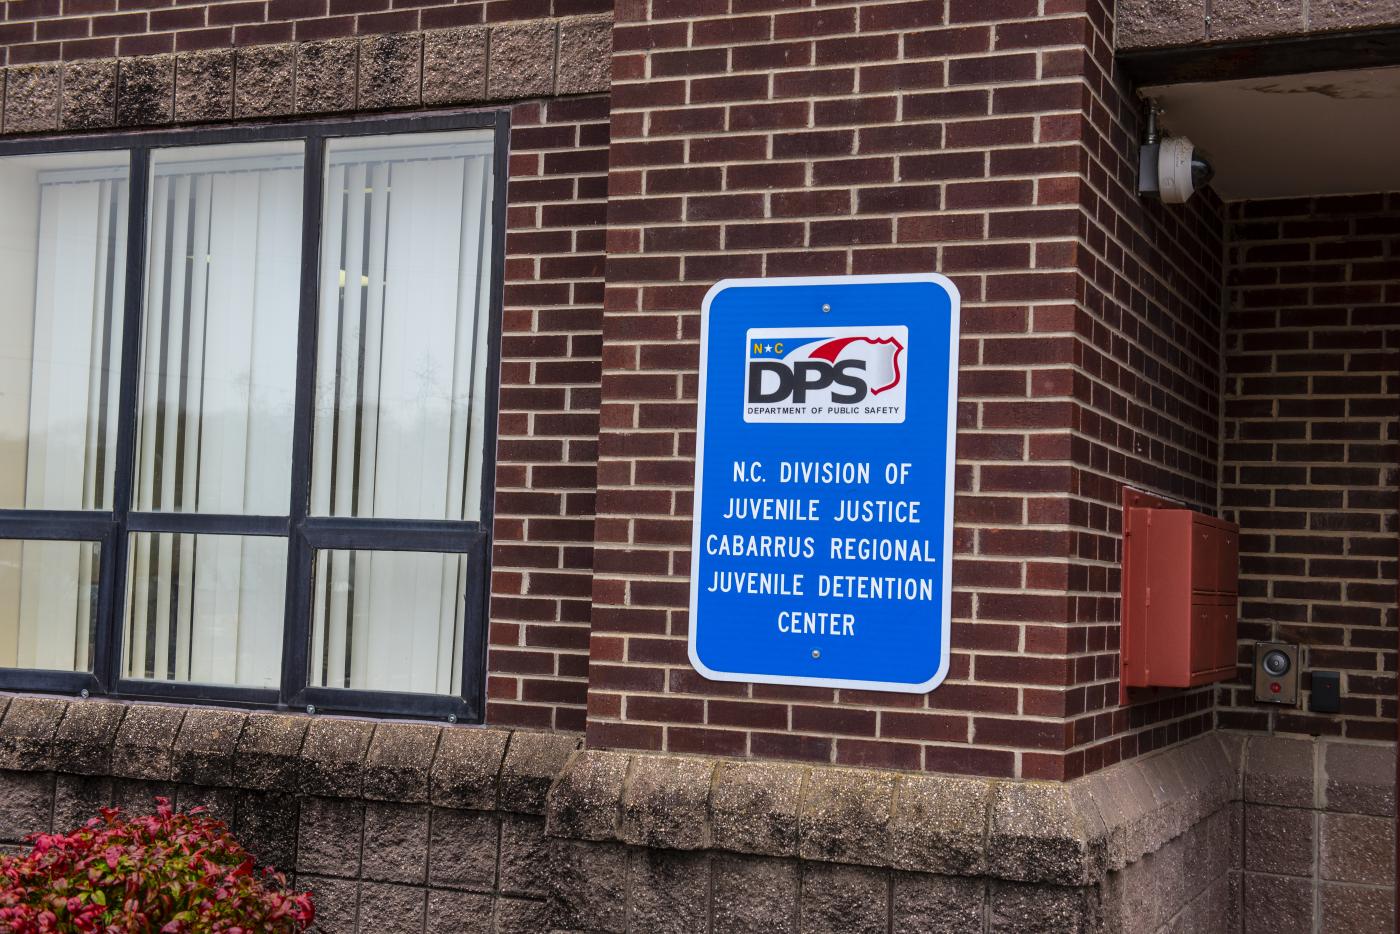 N★C
DPS
DEPARTMENT OF PUBLIC SAFETY
N.C. DIVISION OF
JUVENILE JUSTICE
CABARRUS REGIONAL
JUVENILE DETENTION
CENTER